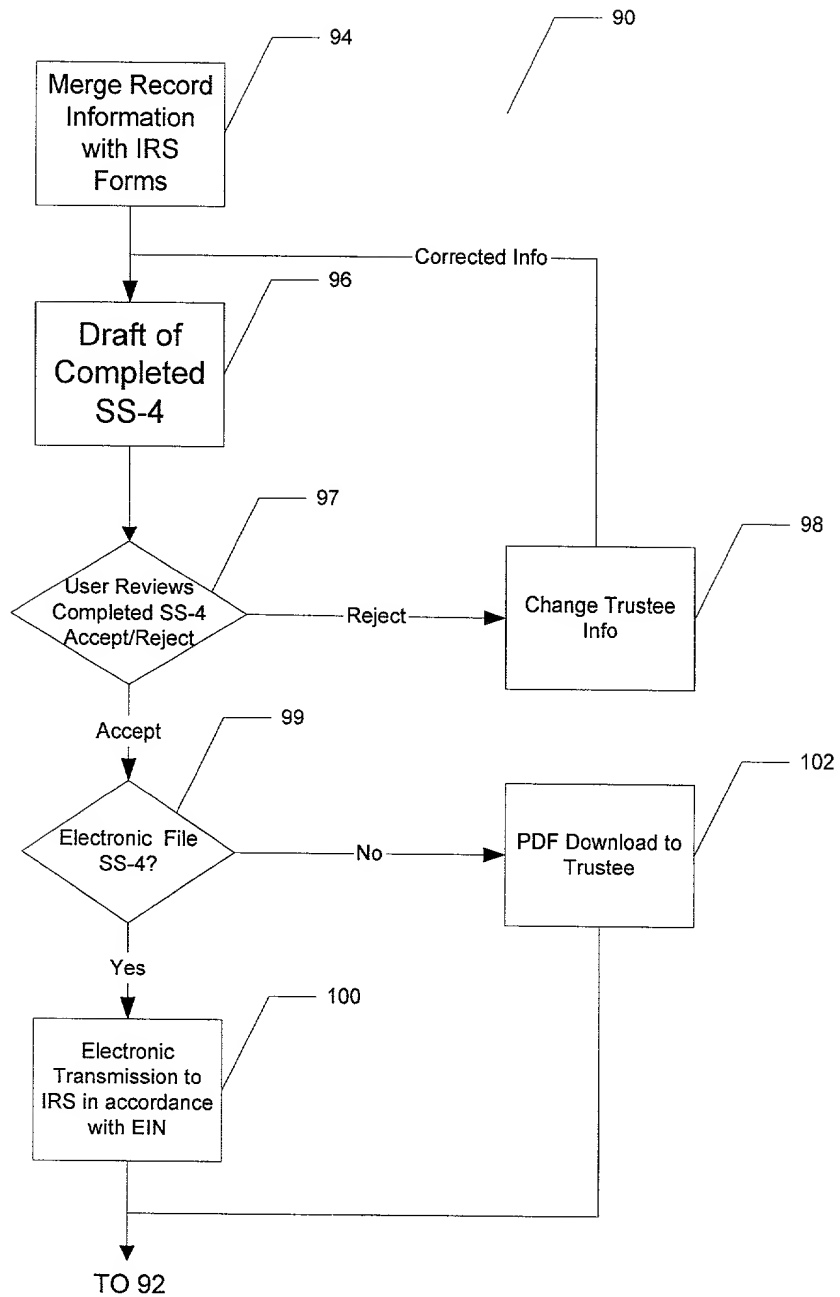 94
90
Merge Record
Information
with IRS
Forms
Corrected Info
96
Draft of
Completed
SS-4
97
98
User Reviews
Completed SS-4
Accept/Reject
Reject
Change Trustee
Info
Accept
99
102
Electronic File
SS-4?
No
PDF Download to
Trustee
Yes
100
Electronic
Transmission to
IRS in accordance
with EIN
TO 92